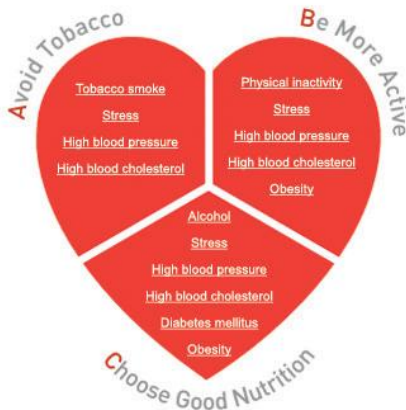 Avoid Tobacco
Tobacco smoke
Stress
High blood pressure
High blood cholesterol
Be More Active
Physical inactivity
Stress
High blood pressure
High blood cholesterol
Obesity
Alcohol
Stress
High blood pressure
High blood cholesterol
Diabetes mellitus
Obesity
Choose Good Nutrition